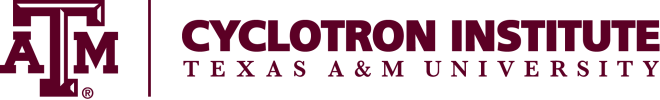 ATM®
CYCLOTRON INSTITUTE
TEXAS A&M UNIVERSITY